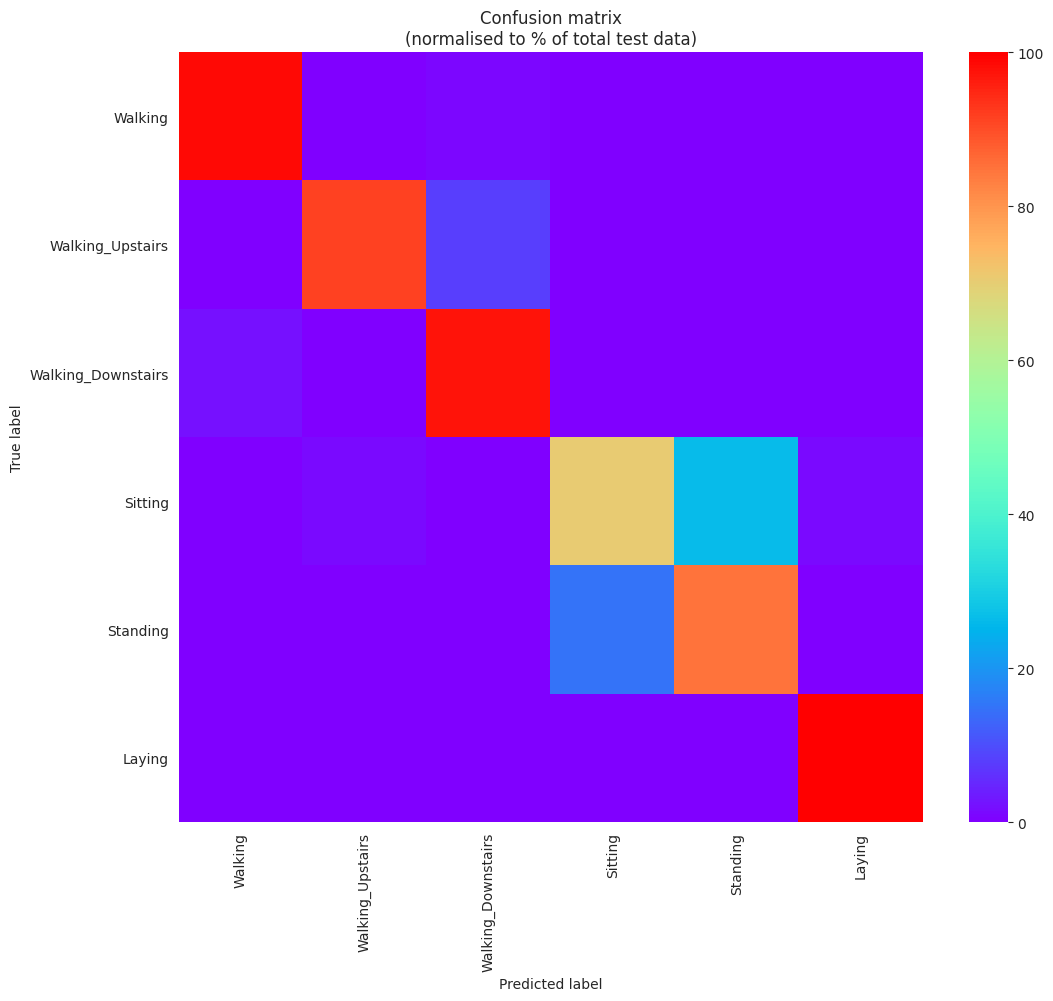 Confusion matrix
(normalised to % of total test data)
True label
Walking
Walking_Upstairs
Walking_Downstairs
Sitting
Standing
Laying
Walking
Walking_Upstairs
Walking_Downstairs
Sitting
Standing
Laying
Predicted label
100
80
60
40
20
0